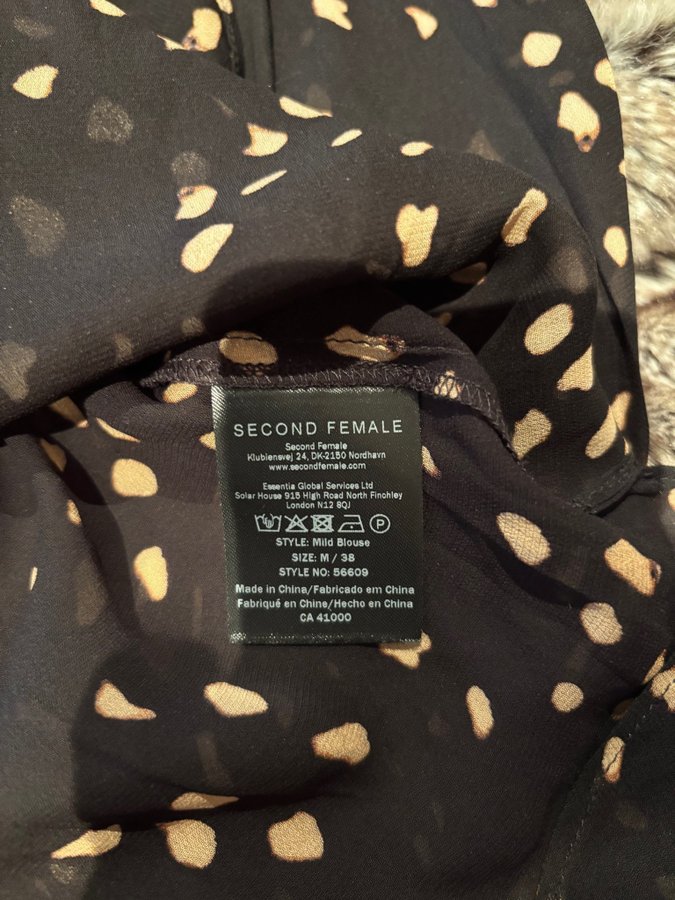 SECOND FEMALE
Second Female
Klubiensvej 24, DK-2150 Nordhavn
www.secondfemale.com
Essentia Global Services Ltd
Solar House 915 High Road North Finchley
London N12 8QJ
STYLE: Mild Blouse
SIZE: M / 38
STYLE NO: 56609
Made in China/Fabricado em China
Fabriqué en Chine/Hecho en China
CA 41000